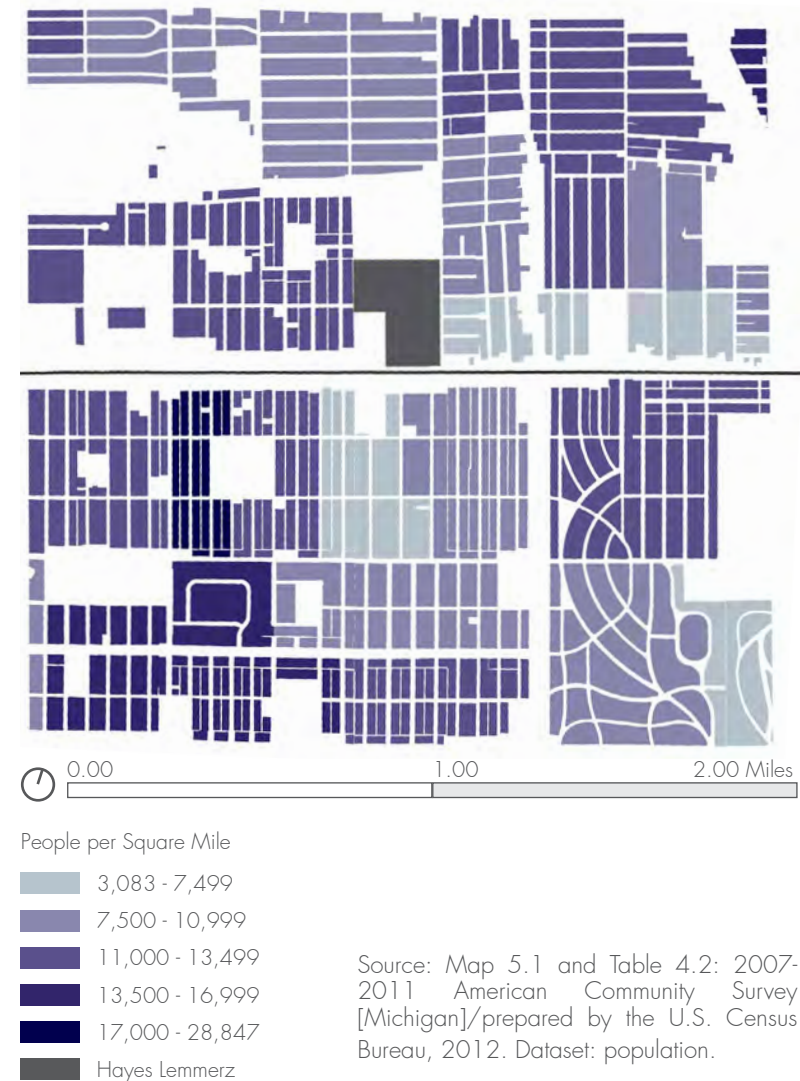 0.00 1.00 2.00 Miles
People per Square Mile
3,083 - 7,499
7,500 - 10,999
11,000 - 13,499
13,500 - 16,999
17,000 - 28,847
Hayes Lemmerz
Source: Map 5.1 and Table 4.2: 2007-
2011 American Community Survey
[Michigan]/prepared by the U.S. Census
Bureau, 2012. Dataset: population.